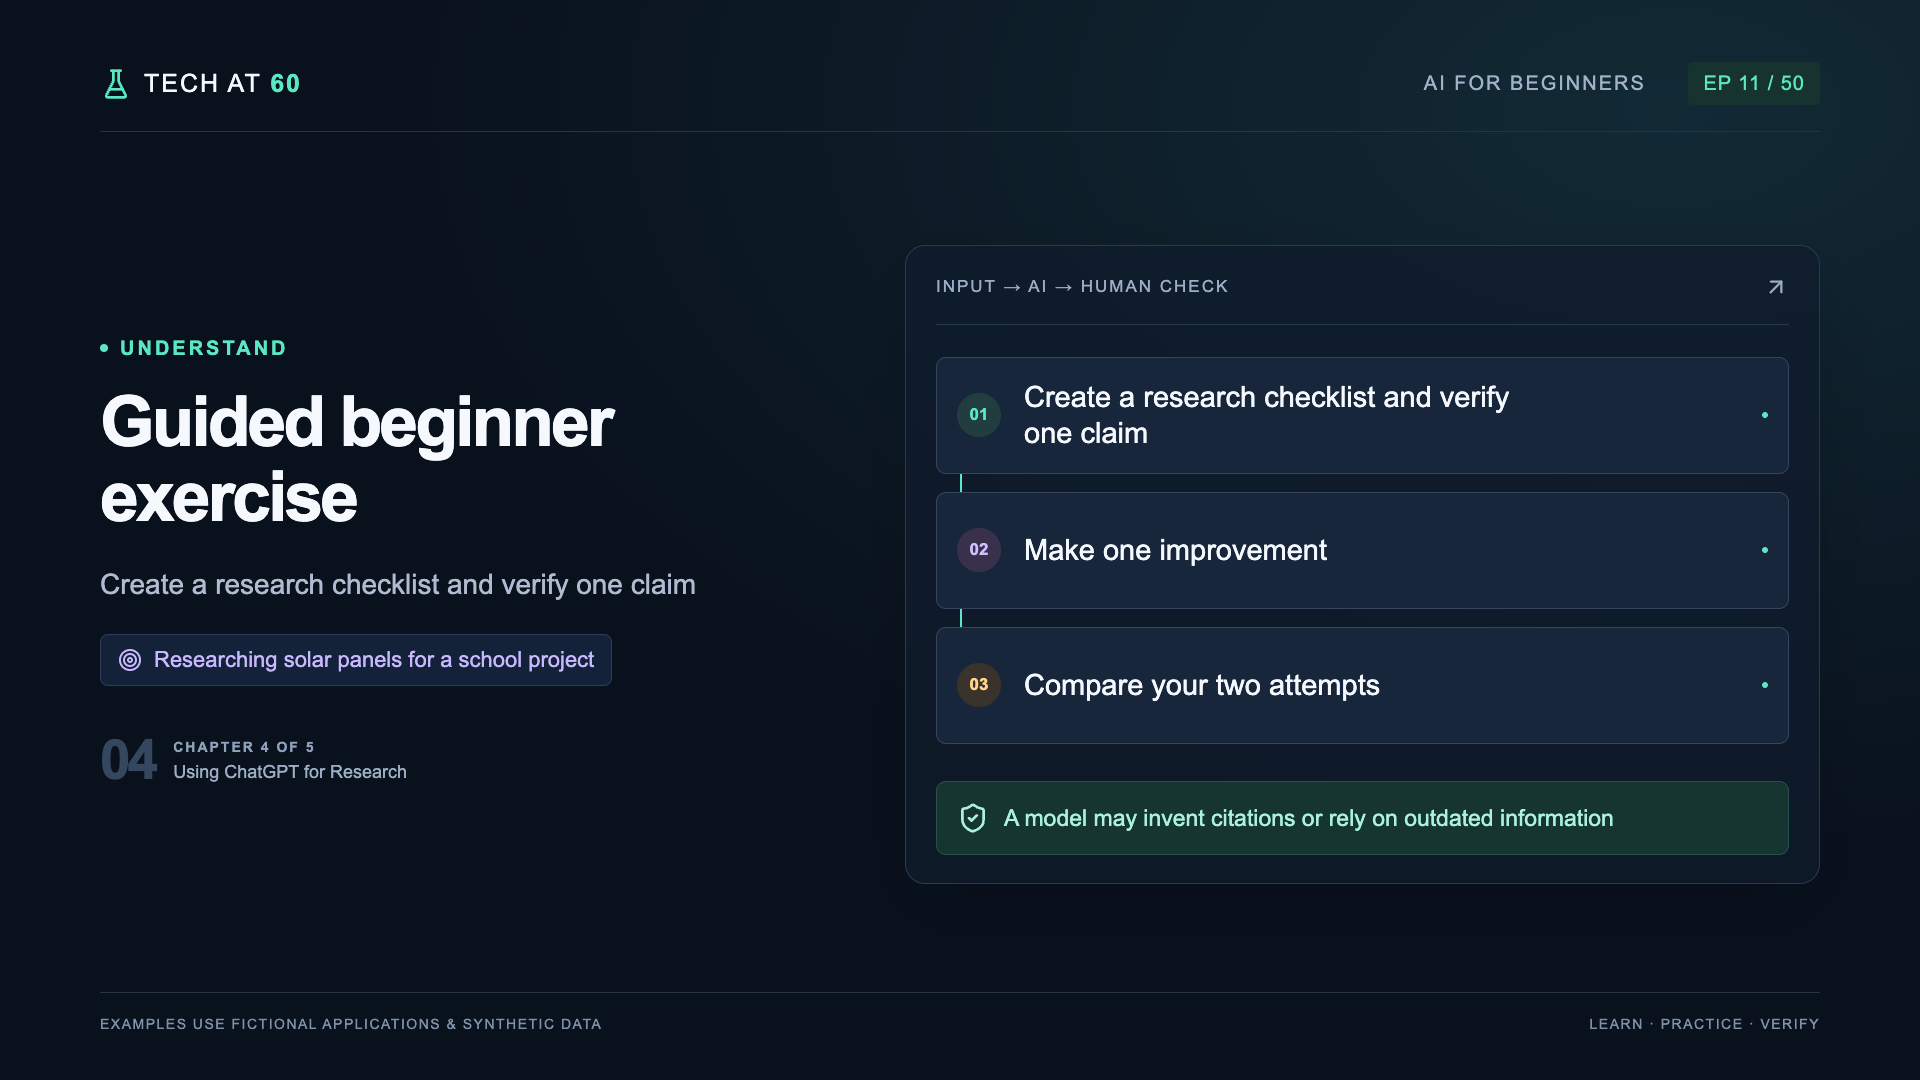 TECH AT 60
AI FOR BEGINNERS
EP 11 / 50
UNDERSTAND
Guided beginner
exercise
Create a research checklist and verify one claim
Researching solar panels for a school project
04
CHAPTER 4 OF 5
Using ChatGPT for Research
INPUT → AI → HUMAN CHECK
01
Create a research checklist and verify
one claim
02
Make one improvement
03
Compare your two attempts
A model may invent citations or rely on outdated information
EXAMPLES USE FICTIONAL APPLICATIONS & SYNTHETIC DATA
LEARN · PRACTICE · VERIFY